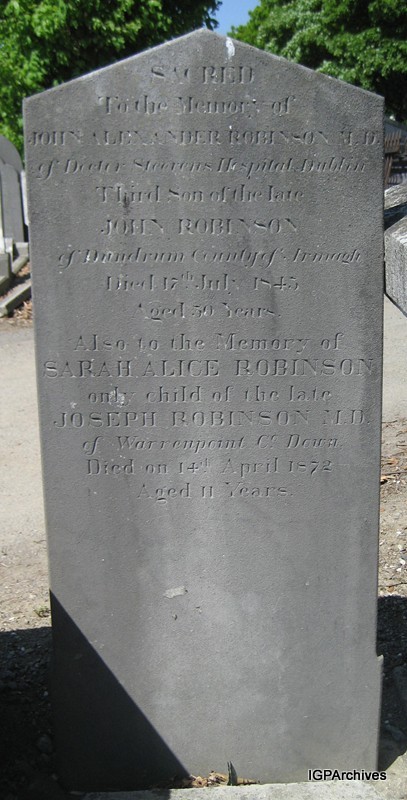 SACRED
To the Memory of
JOHN ALEXANDER ROBINSON M.D.
of Doctor Steevens Hospital, Dublin
Third Son of the late
JOHN ROBINSON
of Dundrum County of Armagh
Died 17th July 1845
Aged 50 Years.
Also to the Memory of
SARAH ALICE ROBINSON
only child of the late
JOSEPH ROBINSON M.D.
of Warrenpoint Co. Down
Died on 14th April 1872
Aged 11 Years.
IGPArchives